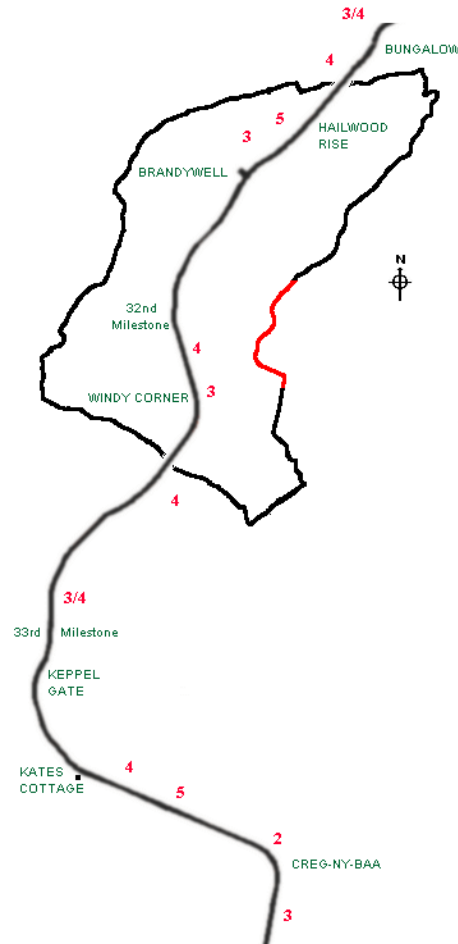 3/4
BUNGALOW
4
5
HAILWOOD
RISE
3
BRANDYWELL
N
32nd
Milestone
4
3
WINDY CORNER
4
3/4
33rd Milestone
KEPPEL
GATE
KATES
COTTAGE
4
5
2
CREG-NY-BAA
3